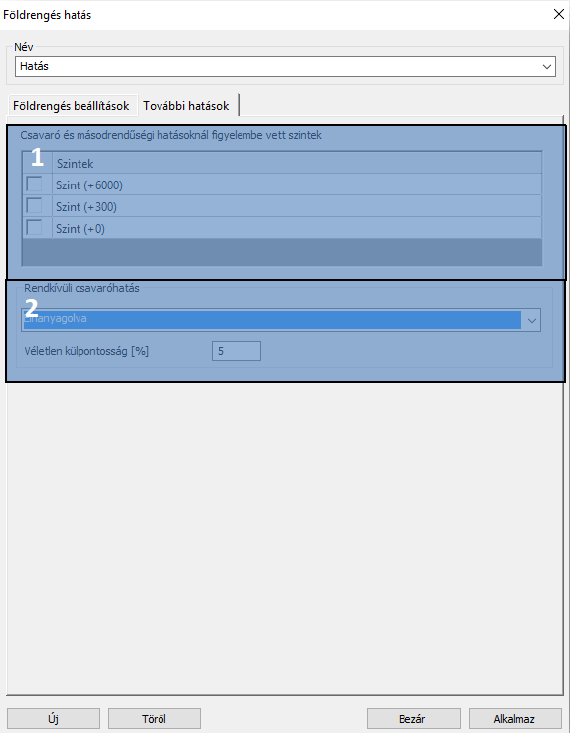 Földrengés hatás
Név
Hatás
Földrengés beállítások További hatások
Csavaró és másodrendűségi hatásoknál figyelembe vett szintek
1
Szintek
Szint (+6000)
Szint (+300)
Szint (+0)
Rendkívüli csavaróhatás
2
Elhanyagolva
Véletlen külpontosság [%] 5
Új Töröl Bezár Alkalmaz